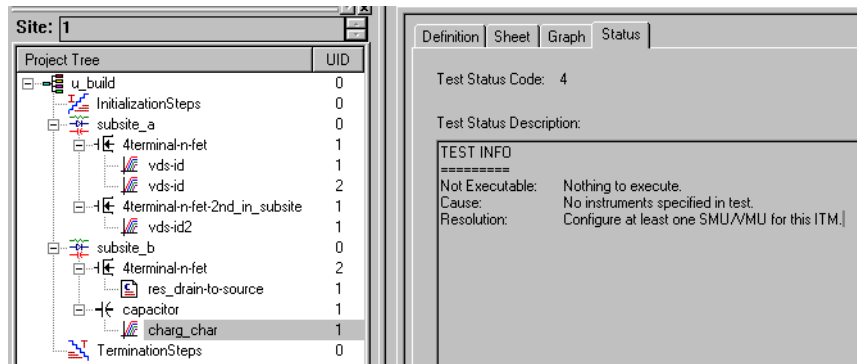 Site: 1
Project Tree UID
u_build 0
InitializationSteps 0
subsite_a 0
4terminal-n-fet 1
vds-id 1
vds-id 2
4terminal-n-fet-2nd_in_subsite 1
vds-id2 1
subsite_b 0
4terminal-n-fet 2
res_drain-to-source 1
capacitor 1
charg_char 1
TerminationSteps 0
Definition Sheet Graph Status
Test Status Code: 4
Test Status Description:
TEST INFO
=========
Not Executable: Nothing to execute.
Cause: No instruments specified in test.
Resolution: Configure at least one SMU/VMU for this ITM.